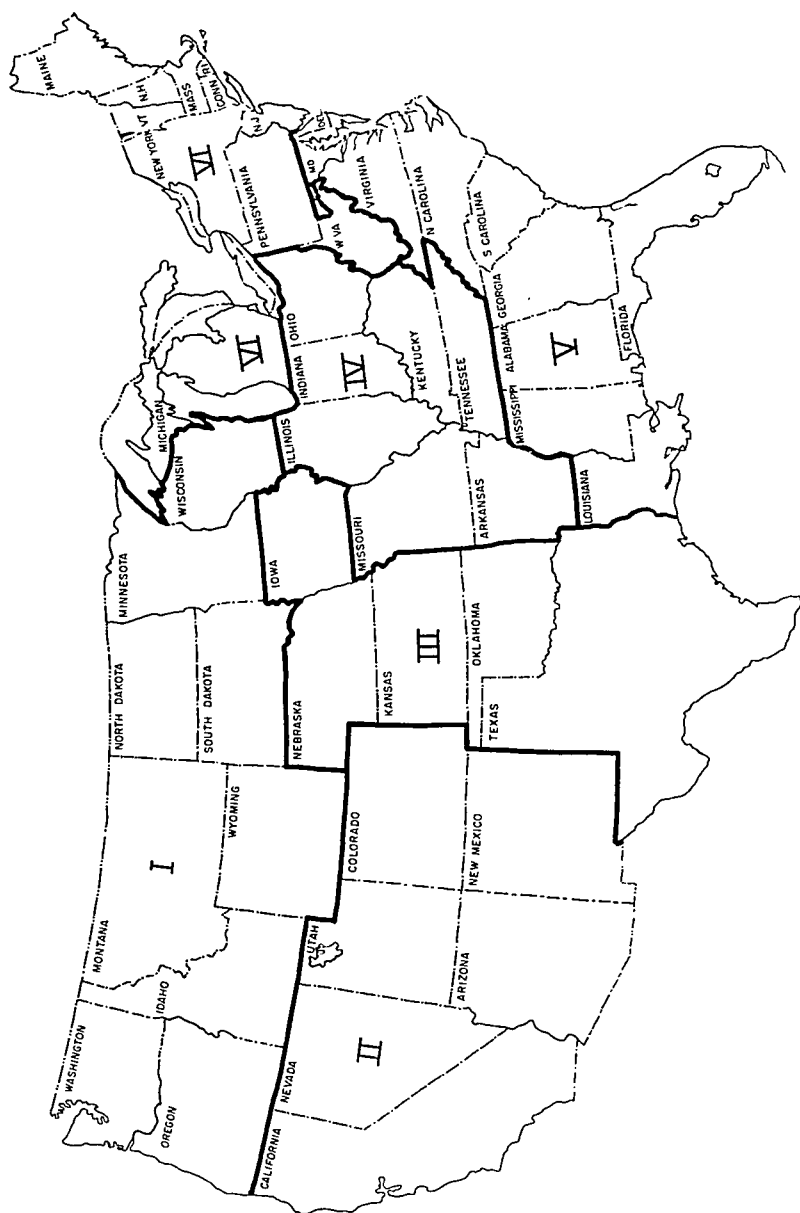 WASHINGTON
MONTANA
NORTH DAKOTA
MINNESOTA
MICHIGAN
NEW YORK
VT
N.H.
MAINE
MASS
CONN
RI
OREGON
IDAHO
I
WYOMING
SOUTH DAKOTA
WISCONSIN
VI
VI
PENNSYLVANIA
N.J.
CALIFORNIA
NEVADA
UTAH
NEBRASKA
IOWA
ILLINOIS
INDIANA
OHIO
W VA
MD
DEL
II
COLORADO
KANSAS
MISSOURI
IV
KENTUCKY
VIRGINIA
III
ARIZONA
NEW MEXICO
TEXAS
OKLAHOMA
ARKANSAS
TENNESSEE
N CAROLINA
S CAROLINA
MISSISSIPPI
ALABAMA
GEORGIA
V
LOUISIANA
FLORIDA